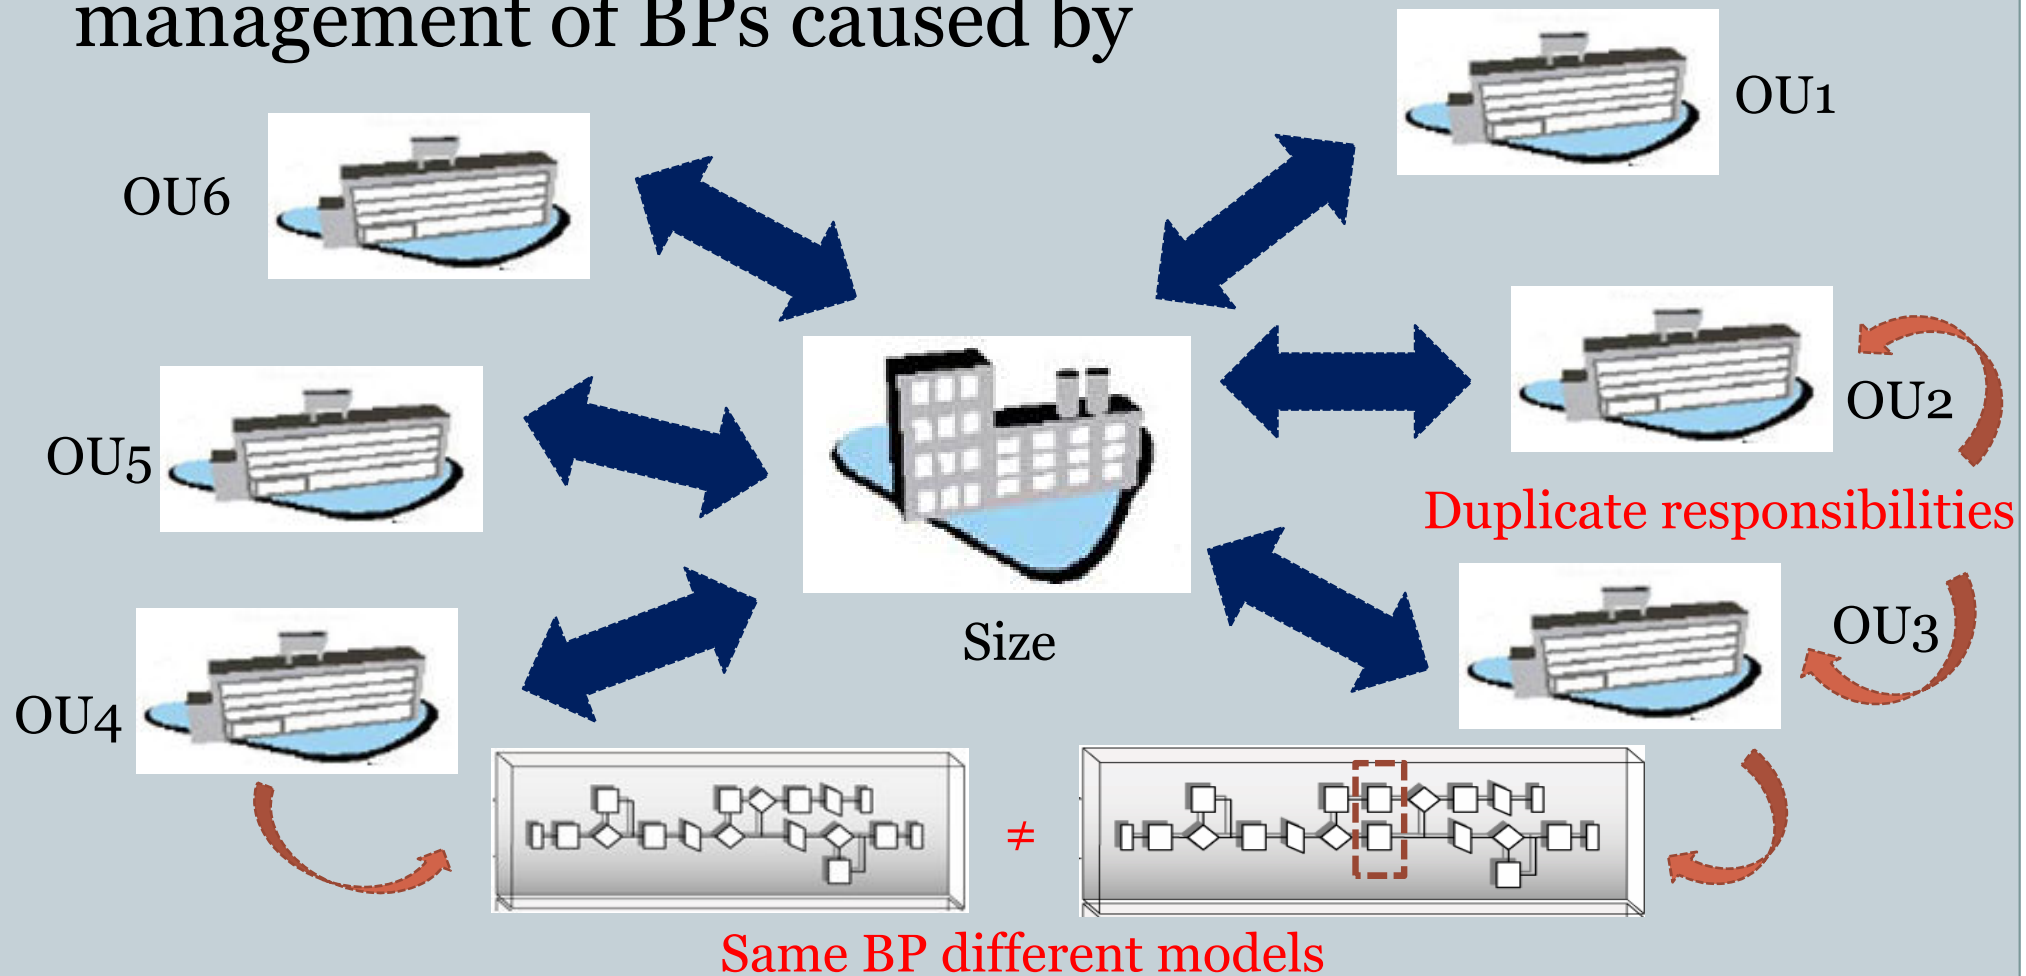 management of BPs caused by
OU1
OU6
OU2
OU5
Duplicate responsibilities
OU3
Size
OU4
≠
Same BP different models